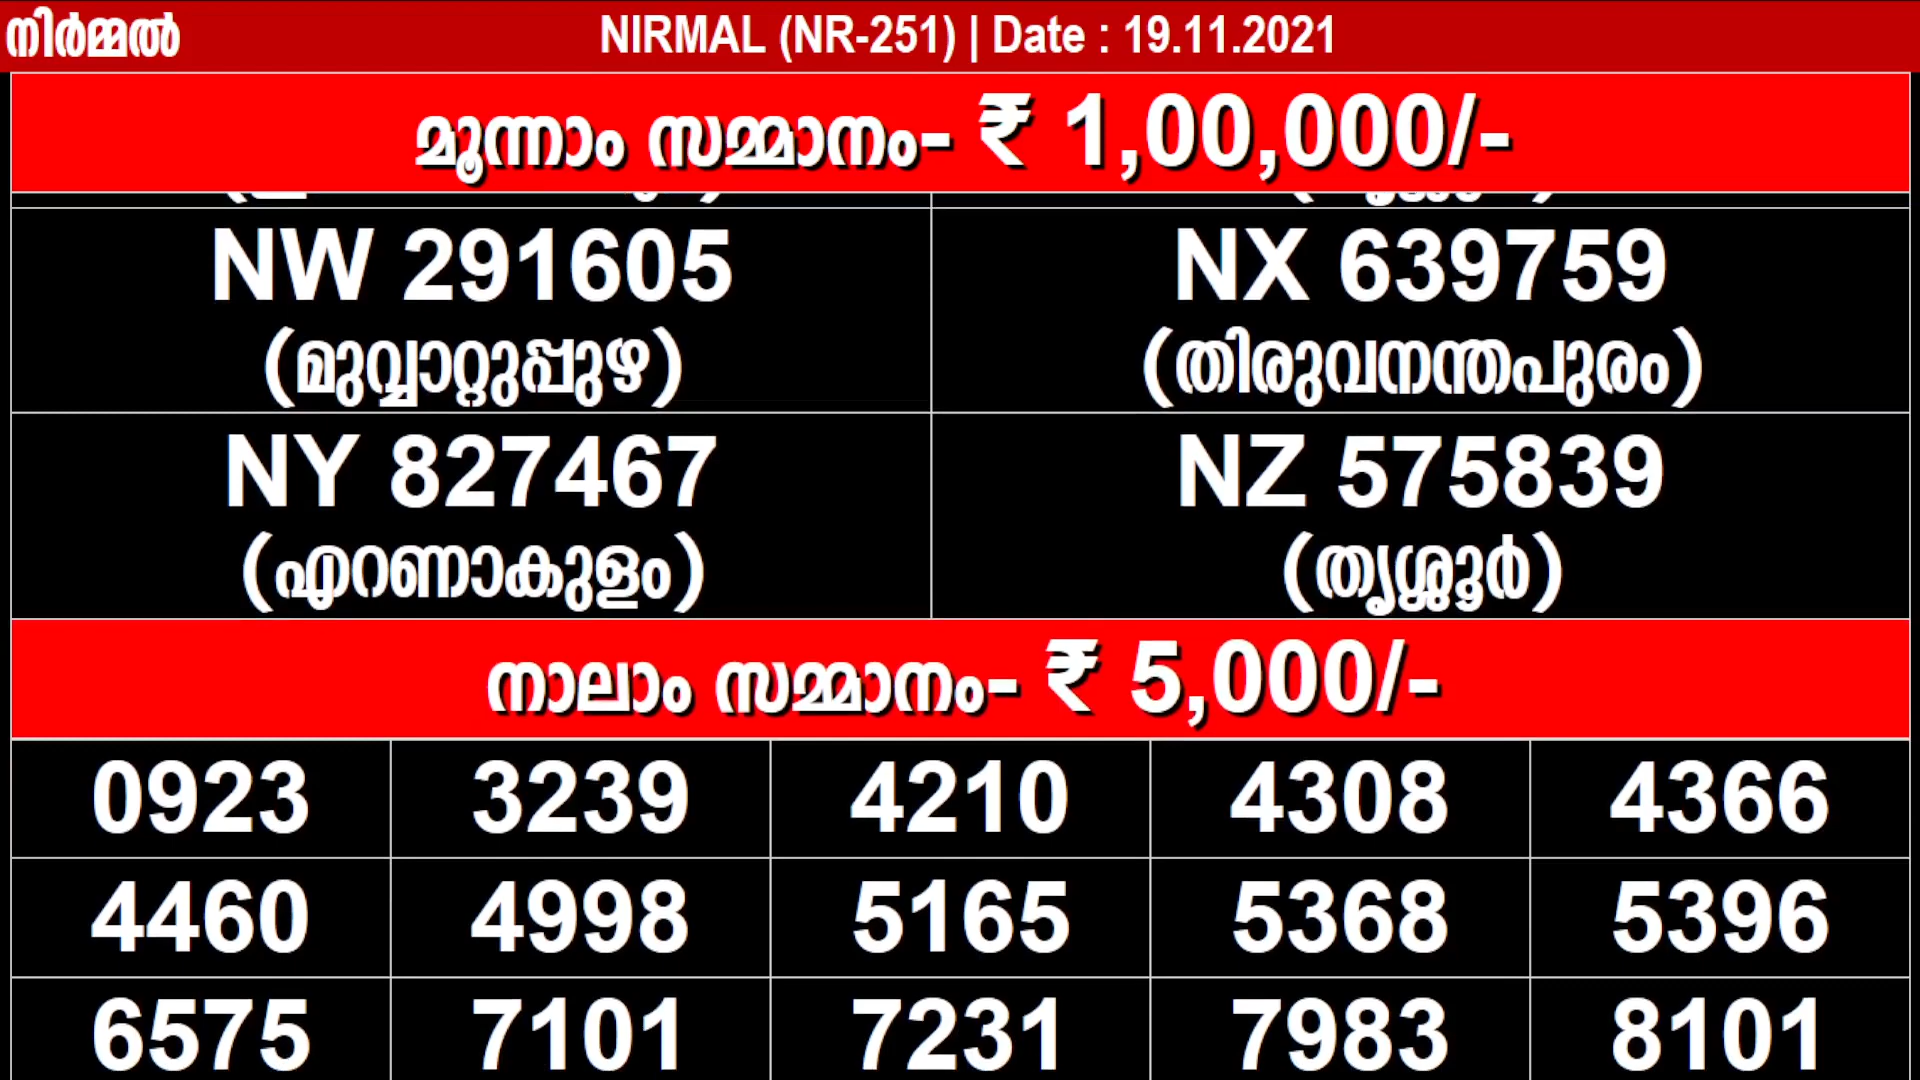 നിർമ്മൽ NIRMAL (NR-251) | Date : 19.11.2021
മൂന്നാം സമ്മാനം- ₹ 1,00,000/-
NW 291605 NX 639759
(മുവ്വാറ്റുപ്പുഴ) (തിരുവനന്തപുരം)
NY 827467 NZ 575839
(എറണാകുളം) (തൃശ്ശൂർ)
നാലാം സമ്മാനം- ₹ 5,000/-
0923 3239 4210 4308 4366
4460 4998 5165 5368 5396
6575 7101 7231 7983 8101